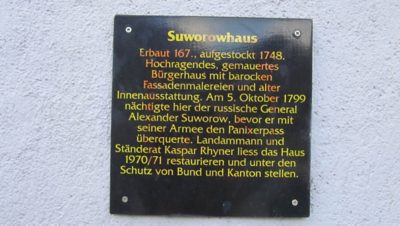 Suworowhaus
Erbaut 167., aufgestockt 1748.
Hochragendes, gemauertes
Bürgerhaus mit barocken
Fassadenmalereien und alter
Innenausstattung. Am 5. Oktober 1799
nächtigte hier der russische General
Alexander Suworow, bevor er mit
seiner Armee den Panixerpass
überquerte. Landammann und
Ständerat Kaspar Rhyner liess das Haus
1970/71 restaurieren und unter den
Schutz von Bund und Kanton stellen.